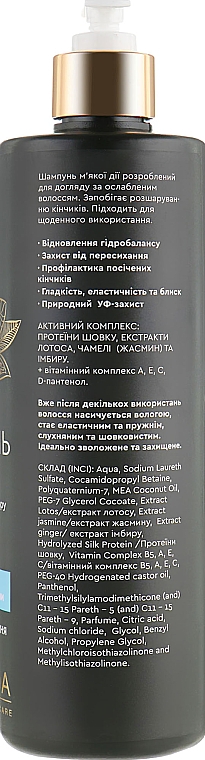 Шампунь м'якої дії розроблений
для догляду за ослабленим
волоссям. Запобігає розшаруван-
ню кінчиків. Підходить для
щоденного використання.
• Відновлення гідробалансу
• Захист від пересихання
• Профілактика посічених
кінчиків
• Гладкість, еластичність та блиск
• Природний УФ-захист
АКТИВНИЙ КОМПЛЕКС:
ПРОТЕЇНИ ШОВКУ, ЕКСТРАКТИ
ЛОТОСА, ЧАМЕЛІ (ЖАСМИН) ТА
ІМБИРУ.
+ вітамінний комплекс А, Е, С,
D-пантенол.
Вже після декількох використань
волосся насичується вологою,
стає еластичним та пружнім,
слухняним та шовковистим.
Ідеально зволожене та захищене.
СКЛАД (INCI): Aqua, Sodium Laureth
Sulfate, Cocamidopropyl Betaine,
Polyquaternium-7, MEA Coconut Oil,
PEG-7 Glycerol Cocoate, Extract
Lotos/екстракт лотосу, Extract
jasmine/екстракт жасмину, Extract
ginger/ екстракт імбиру,
Hydrolyzed Silk Protein /Протеїни
шовку, Vitamin Complex B5, A, E,
C/вітамінний комплекс B5, A, E, C,
PEG-40 Hydrogenated castor oil,
Panthenol,
Trimethylsilylamodimethicone (and)
C11 – 15 Pareth – 5 (and) C11 – 15
Pareth – 9, Parfume, Citric acid,
Sodium chloride, Glycol, Benzyl
Alcohol, Propylene Glycol,
Methylchloroisothiazolinone and
Methylisothiazolinone.